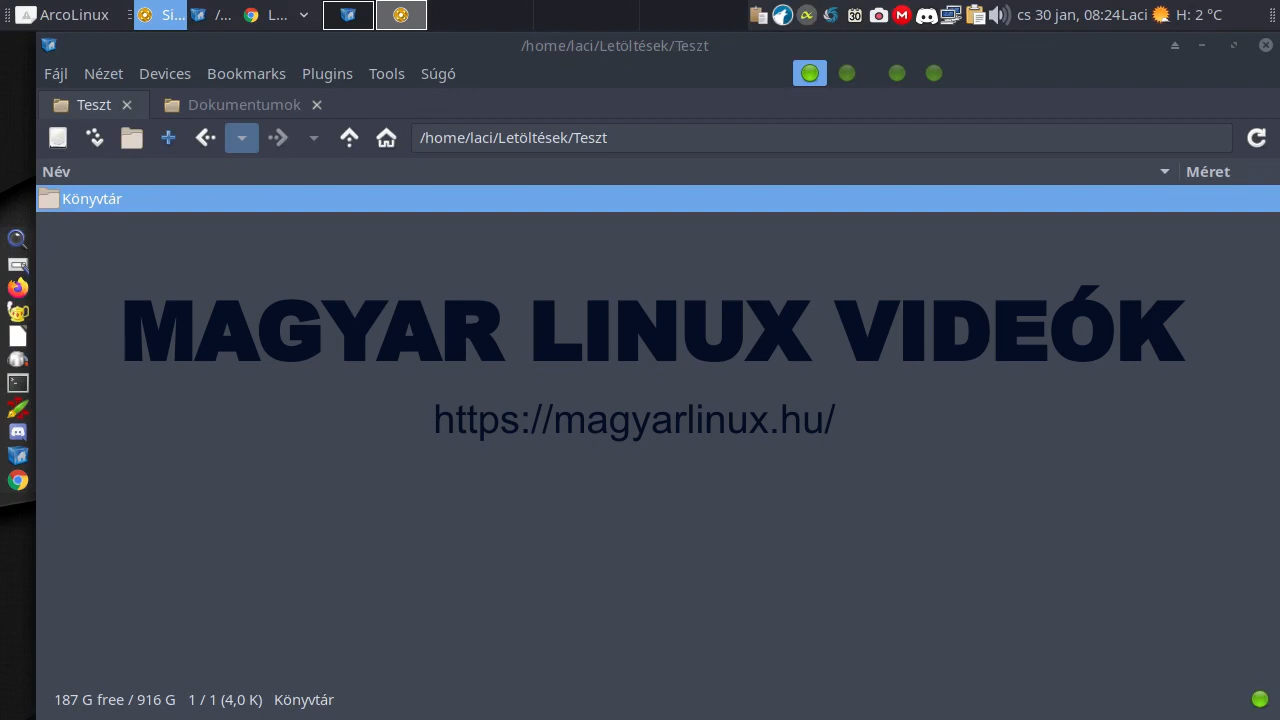 ArcoLinux Si... /... L... 30 cs 30 jan, 08:24Laci H: 2 °C
/home/laci/Letöltések/Teszt
Fájl Nézet Devices Bookmarks Plugins Tools Súgó
Teszt Dokumentumok
/home/laci/Letöltések/Teszt
Név Méret
Könyvtár
MAGYAR LINUX VIDEÓK
https://magyarlinux.hu/
187 G free / 916 G 1 / 1 (4,0 K) Könyvtár